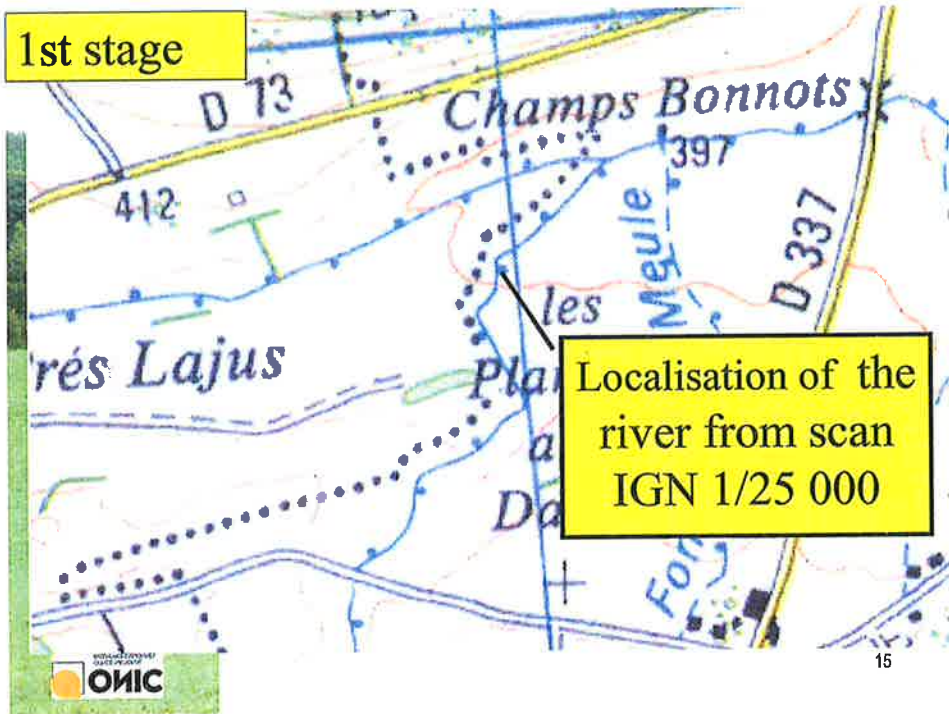 1st stage
D 73
Champs Bonnots
397
412
Meule
D 337
les
rés Lajus
Pla
a
Da
Fon
Localisation of the
river from scan
IGN 1/25 000
ONIC
15